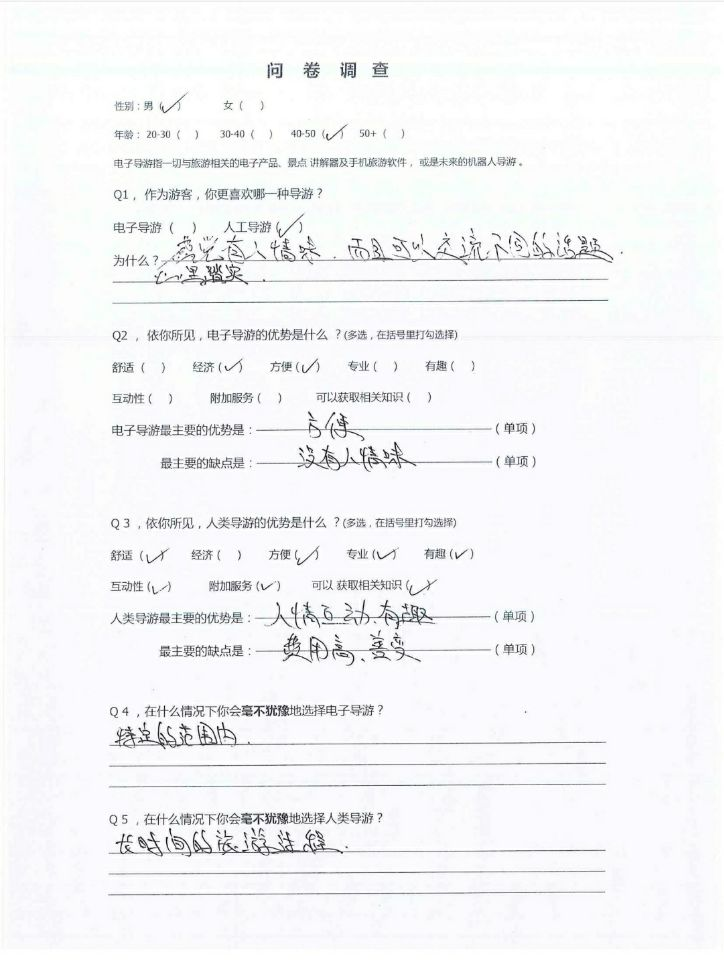 问 卷 调 查
性别：男（✓） 女（ ）
年龄：20-30（ ） 30-40（ ） 40-50（✓） 50+（ ）
电子导游指一切与旅游相关的电子产品、景点 讲解器及手机旅游软件，或是未来的机器人导游。
Q1，作为游客，你更喜欢哪一种导游？
电子导游（ ） 人工导游（✓）
为什么？感觉有人情味，而且可以交流不同的话题.
心里踏实.
Q2，依你所见，电子导游的优势是什么 ？(多选，在括号里打勾选择)
舒适（ ） 经济（✓） 方便（✓） 专业（ ） 有趣（ ）
互动性（ ） 附加服务（ ） 可以获取相关知识（ ）
电子导游最主要的优势是：方便（单项）
最主要的缺点是：没有人情味（单项）
Q3，依你所见，人类导游的优势是什么 ？(多选，在括号里打勾选择)
舒适（✓） 经济（ ） 方便（✓） 专业（✓） 有趣（✓）
互动性（✓） 附加服务（✓） 可以 获取相关知识（✓）
人类导游最主要的优势是：人情互动、有趣（单项）
最主要的缺点是：费用高、善变（单项）
Q4，在什么情况下你会毫不犹豫地选择电子导游？
特定的范围内.
Q5，在什么情况下你会毫不犹豫地选择人类导游？
长时间的旅游.